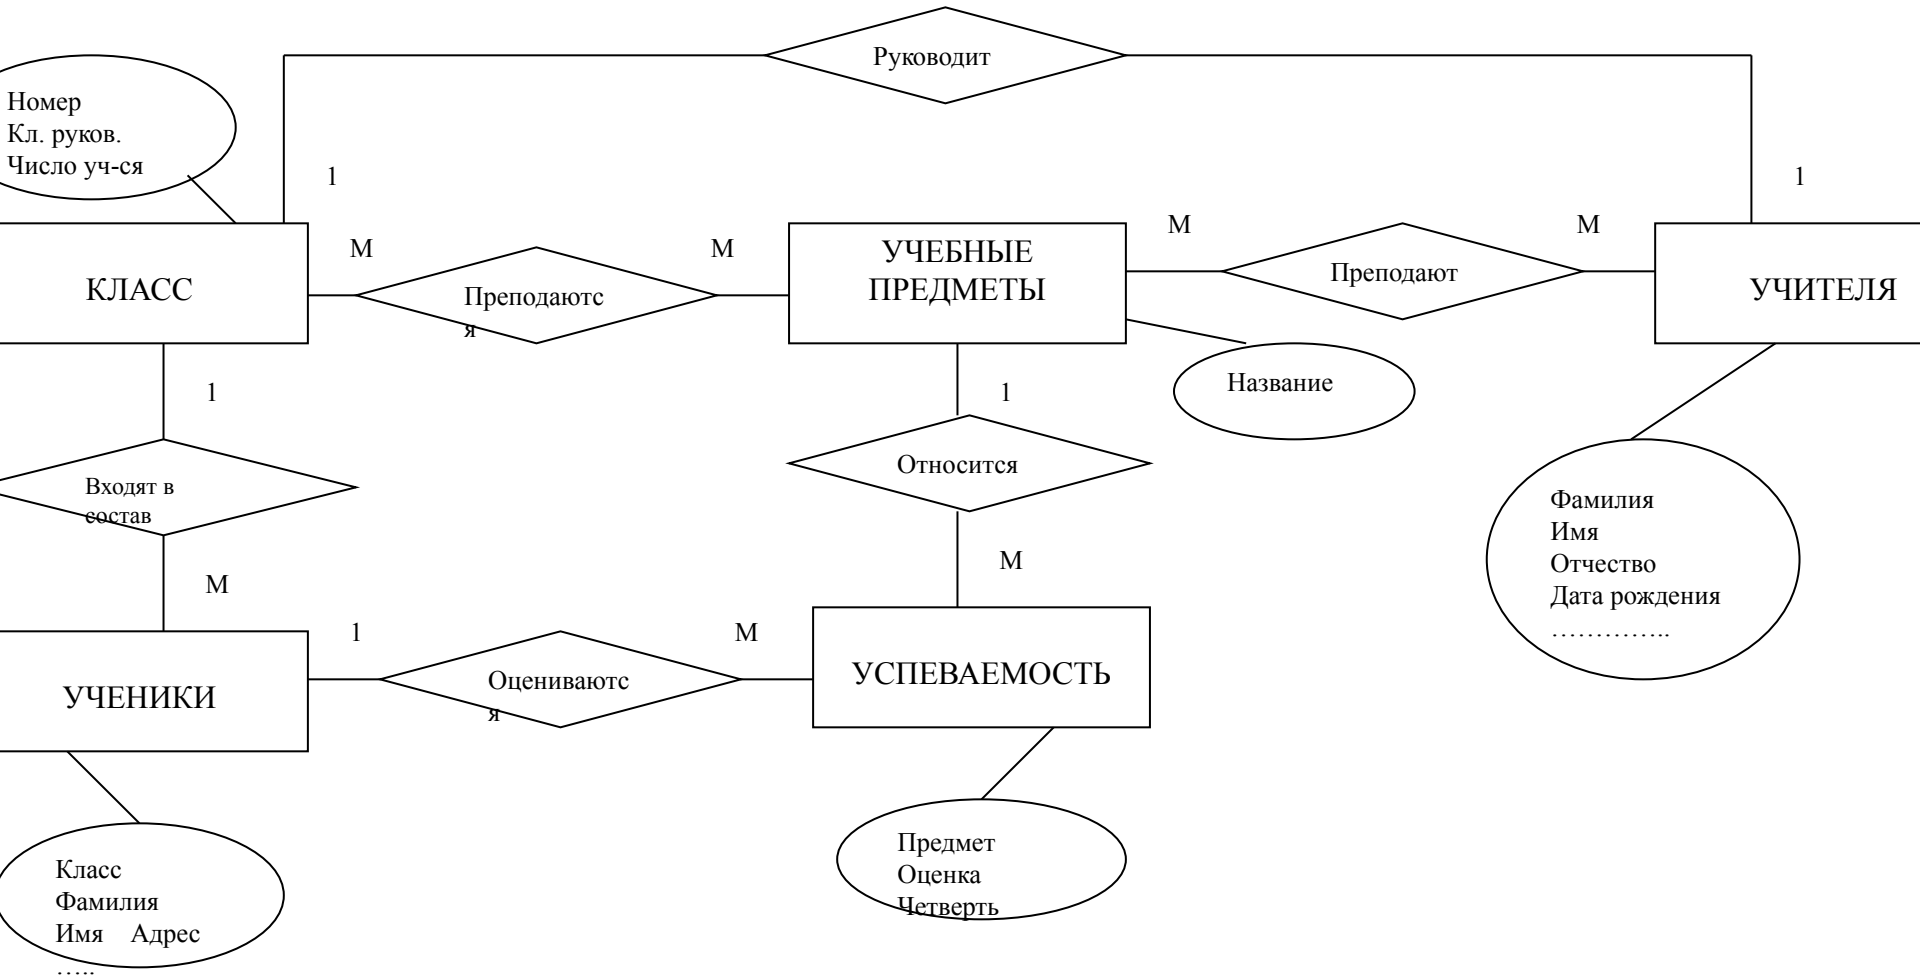 Руководит
Номер
Кл. руков.
Число уч-ся
1
1
М
М
М
М
КЛАСС
Преподаютс
я
УЧЕБНЫЕ
ПРЕДМЕТЫ
Преподают
УЧИТЕЛЯ
1
1
Название
Входят в
состав
Относится
Фамилия
Имя
Отчество
Дата рождения
…………..
М
М
1
М
УЧЕНИКИ
Оцениваютс
я
УСПЕВАЕМОСТЬ
Класс
Фамилия
Имя Адрес
…..
Предмет
Оценка
Четверть